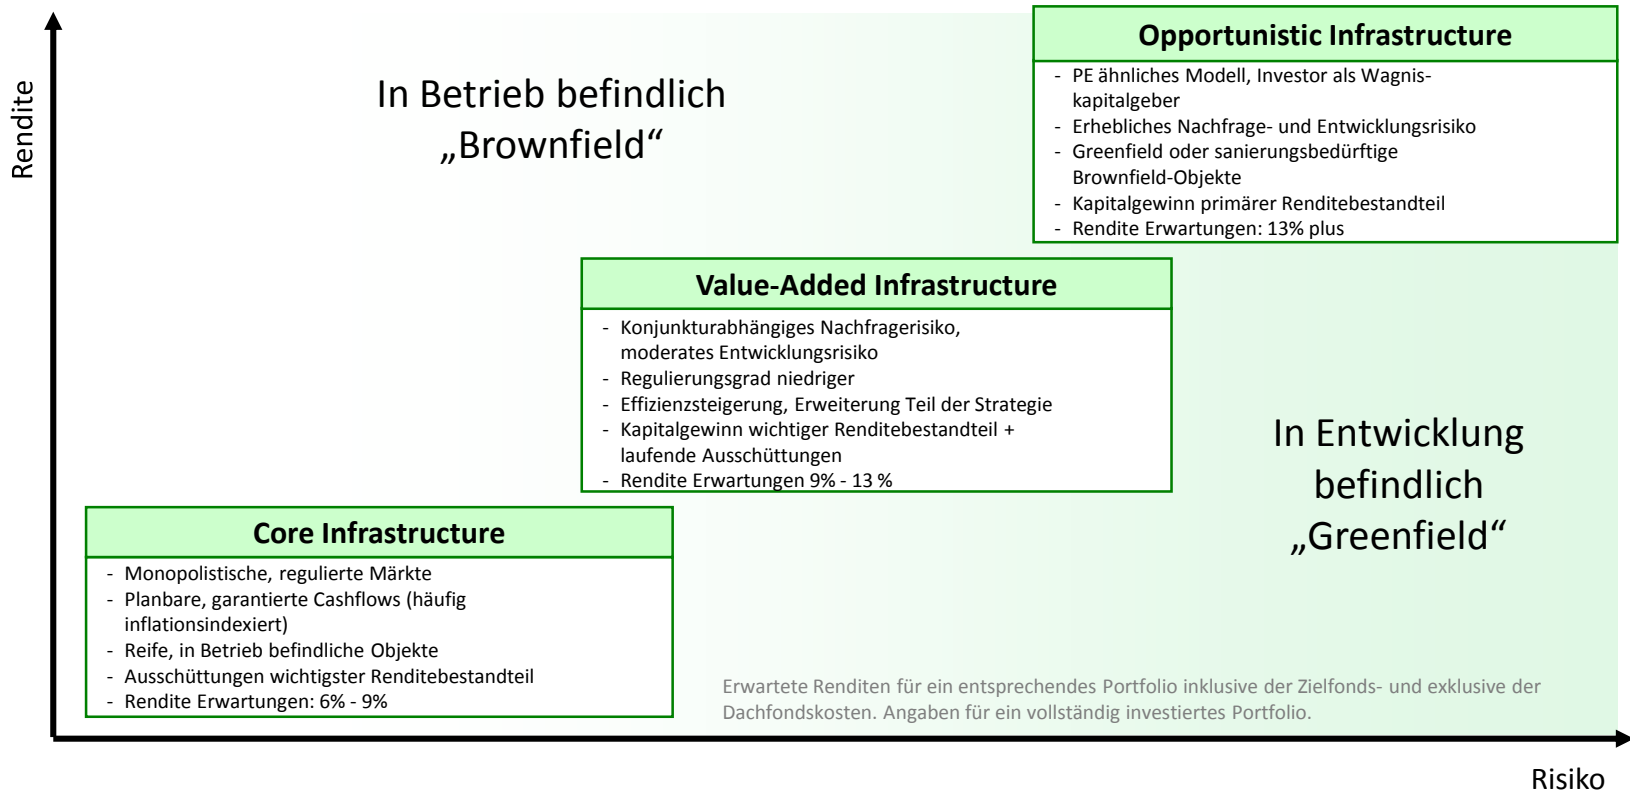 Rendite
In Betrieb befindlich
„Brownfield“
Opportunistic Infrastructure
- PE ähnliches Modell, Investor als Wagnis-
kapitalgeber
- Erhebliches Nachfrage- und Entwicklungsrisiko
- Greenfield oder sanierungsbedürftige
Brownfield-Objekte
- Kapitalgewinn primärer Renditebestandteil
- Rendite Erwartungen: 13% plus
Value-Added Infrastructure
- Konjunkturabhängiges Nachfragerisiko,
moderates Entwicklungsrisiko
- Regulierungsgrad niedriger
- Effizienzsteigerung, Erweiterung Teil der Strategie
- Kapitalgewinn wichtiger Renditebestandteil +
laufende Ausschüttungen
- Rendite Erwartungen 9% - 13 %
In Entwicklung
befindlich
„Greenfield“
Core Infrastructure
- Monopolistische, regulierte Märkte
- Planbare, garantierte Cashflows (häufig
inflationsindexiert)
- Reife, in Betrieb befindliche Objekte
- Ausschüttungen wichtigster Renditebestandteil
- Rendite Erwartungen: 6% - 9%
Erwartete Renditen für ein entsprechendes Portfolio inklusive der Zielfonds- und exklusive der
Dachfondskosten. Angaben für ein vollständig investiertes Portfolio.
Risiko